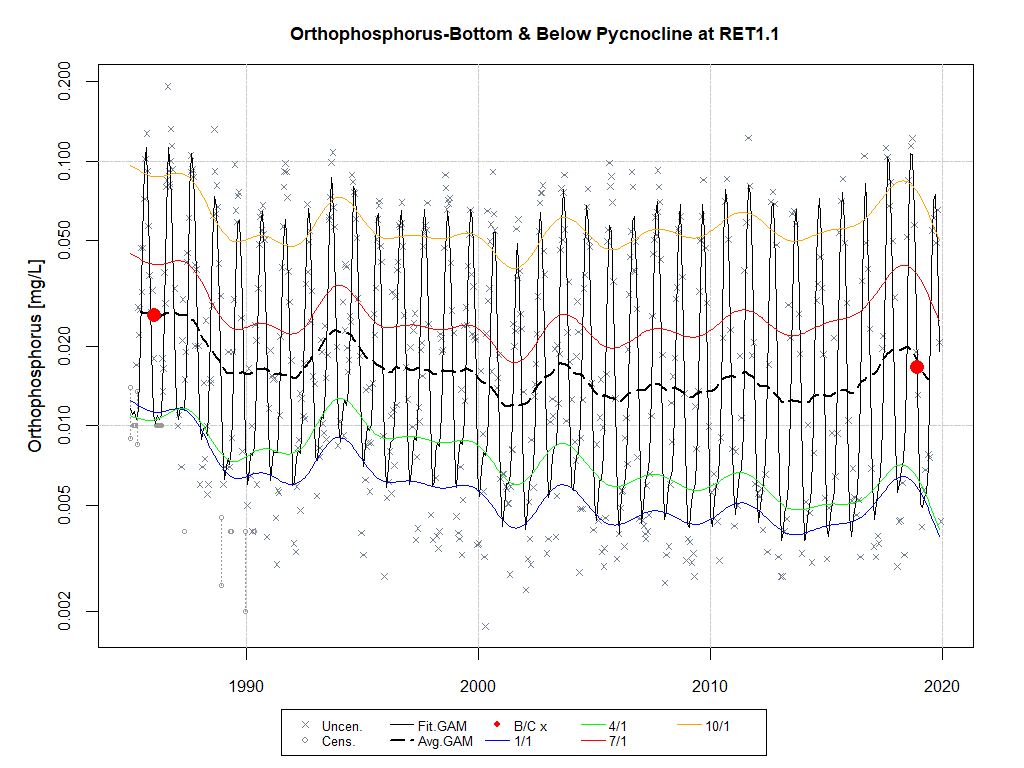 Orthophosphorus-Bottom & Below Pycnocline at RET1.1
Orthophosphorus [mg/L]
0.200
0.100
0.050
0.020
0.010
0.005
0.002
1990 2000 2010 2020
Uncen. Fit.GAM B/C x 4/1 10/1
Cens. Avg.GAM 1/1 7/1